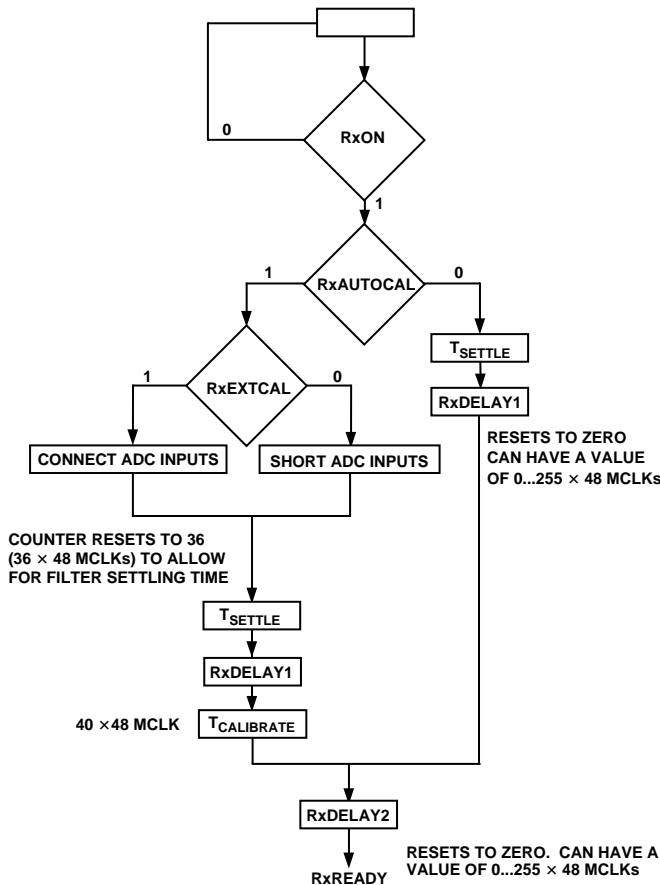 0
RxON
1
1
RxAUTOCAL
0
TSETTLE
1
RxEXTCAL
0
RxDELAY1
CONNECT ADC INPUTS
SHORT ADC INPUTS
RESETS TO ZERO
CAN HAVE A VALUE
OF 0...255 × 48 MCLKs
COUNTER RESETS TO 36
(36 × 48 MCLKs) TO ALLOW
FOR FILTER SETTLING TIME
TSETTLE
RxDELAY1
40 ×48 MCLK
TCALIBRATE
RxDELAY2
RESETS TO ZERO.  CAN HAVE A
VALUE OF 0...255 × 48 MCLKs
RxREADY